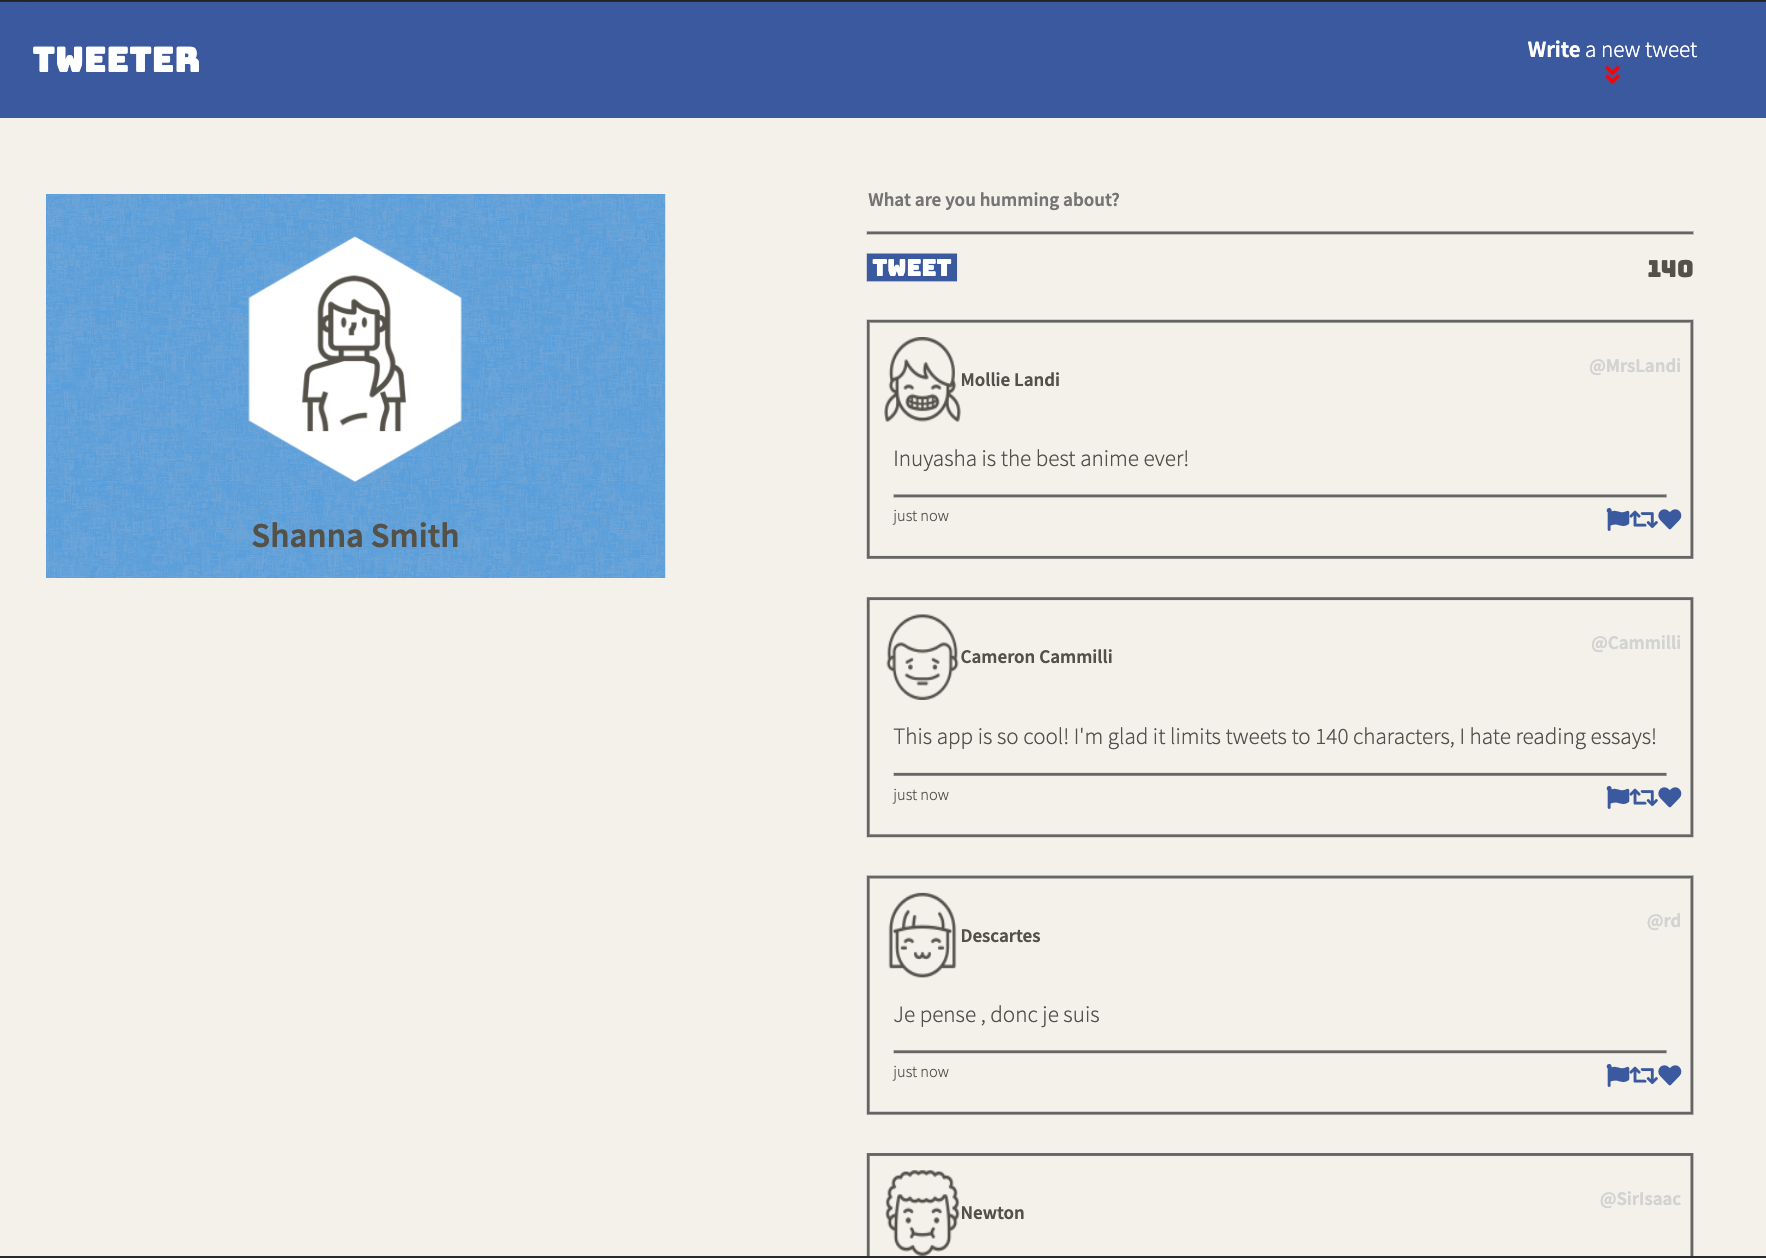 TWEETER
Write a new tweet
Shanna Smith
What are you humming about?
TWEET
140
Mollie Landi
@MrsLandi
Inuyasha is the best anime ever!
just now
Cameron Cammilli
@Cammilli
This app is so cool! I'm glad it limits tweets to 140 characters, I hate reading essays!
just now
Descartes
@rd
Je pense , donc je suis
just now
Newton
@SirIsaac